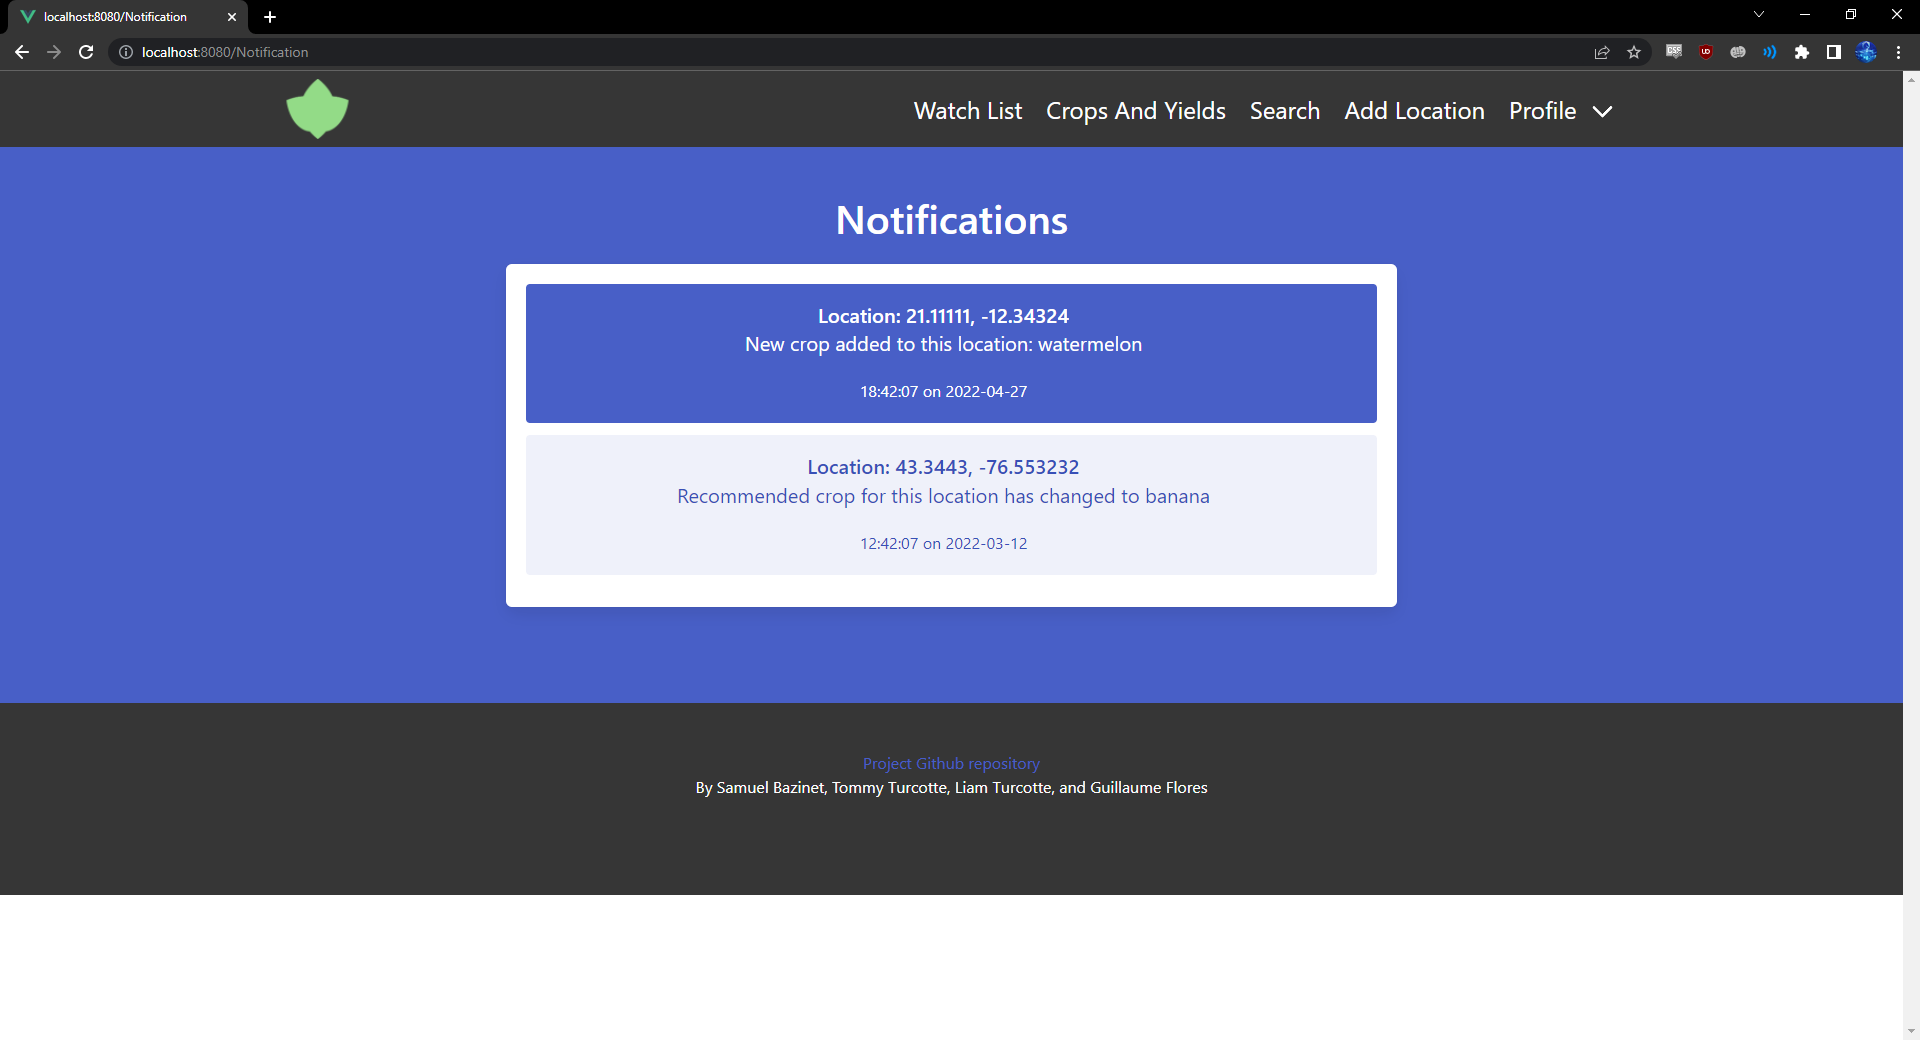 localhost:8080/Notification
localhost:8080/Notification
Watch List Crops And Yields Search Add Location Profile
Notifications
Location: 21.11111, -12.34324
New crop added to this location: watermelon
18:42:07 on 2022-04-27
Location: 43.3443, -76.553232
Recommended crop for this location has changed to banana
12:42:07 on 2022-03-12
Project Github repository
By Samuel Bazinet, Tommy Turcotte, Liam Turcotte, and Guillaume Flores